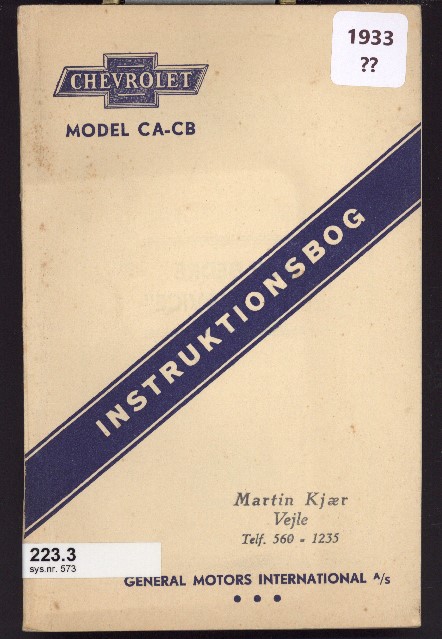 1933
??
CHEVROLET
MODEL CA-CB
INSTRUKTIONSBOG
Martin Kjær
Vejle
Telf. 560 - 1235
223.3
sys.nr. 573
GENERAL MOTORS INTERNATIONAL A/s